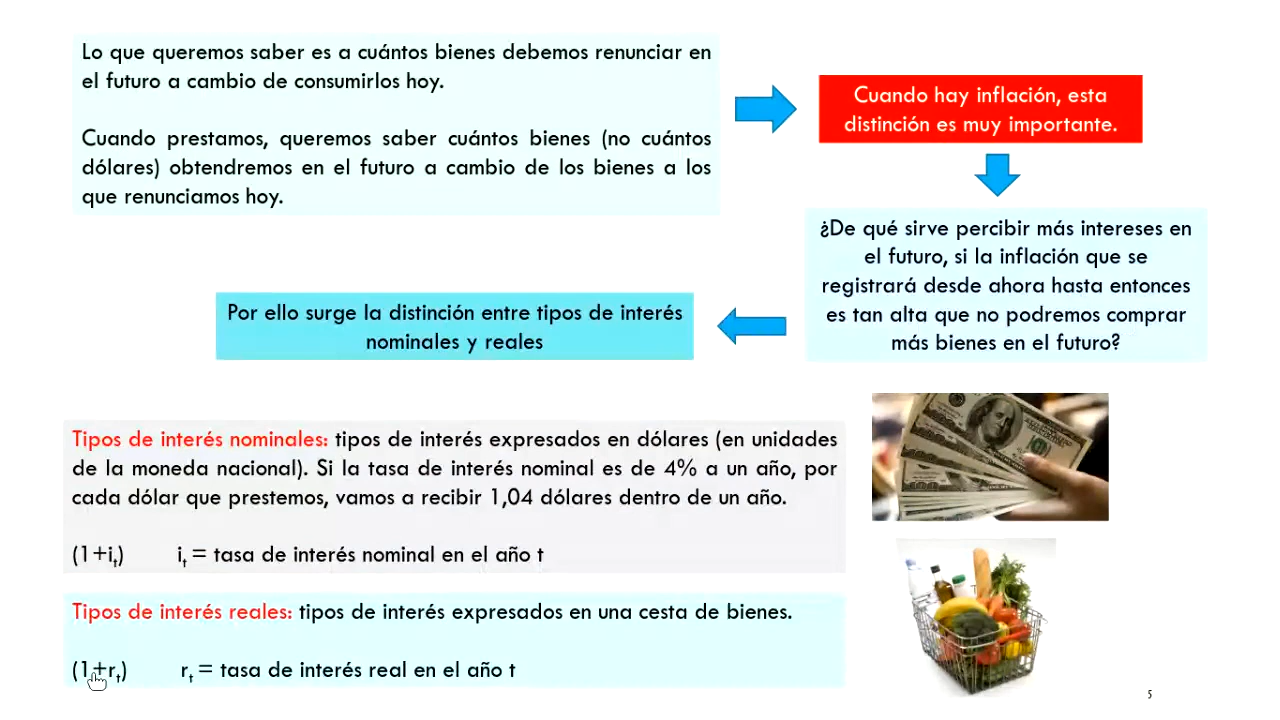 Lo que queremos saber es a cuántos bienes debemos renunciar en
el futuro a cambio de consumirlos hoy.
Cuando prestamos, queremos saber cuántos bienes (no cuántos
dólares) obtendremos en el futuro a cambio de los bienes a los
que renunciamos hoy.
Cuando hay inflación, esta
distinción es muy importante.
¿De qué sirve percibir más intereses en
el futuro, si la inflación que se
registrará desde ahora hasta entonces
es tan alta que no podremos comprar
más bienes en el futuro?
Por ello surge la distinción entre tipos de interés
nominales y reales
Tipos de interés nominales: tipos de interés expresados en dólares (en unidades
de la moneda nacional). Si la tasa de interés nominal es de 4% a un año, por
cada dólar que prestemos, vamos a recibir 1,04 dólares dentro de un año.
(1+iₜ) iₜ = tasa de interés nominal en el año t
Tipos de interés reales: tipos de interés expresados en una cesta de bienes.
(1+rₜ) rₜ = tasa de interés real en el año t
5